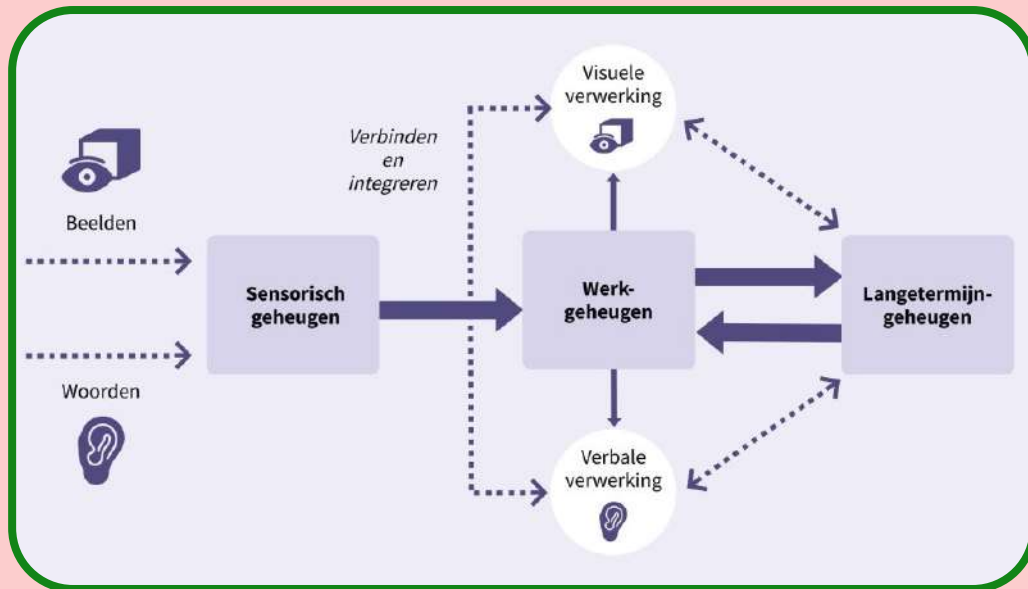 Visuele
verwerking
Verbinden
en
integreren
Beelden
Sensorisch
geheugen
Werk-
geheugen
Langetermijn-
geheugen
Woorden
Verbale
verwerking